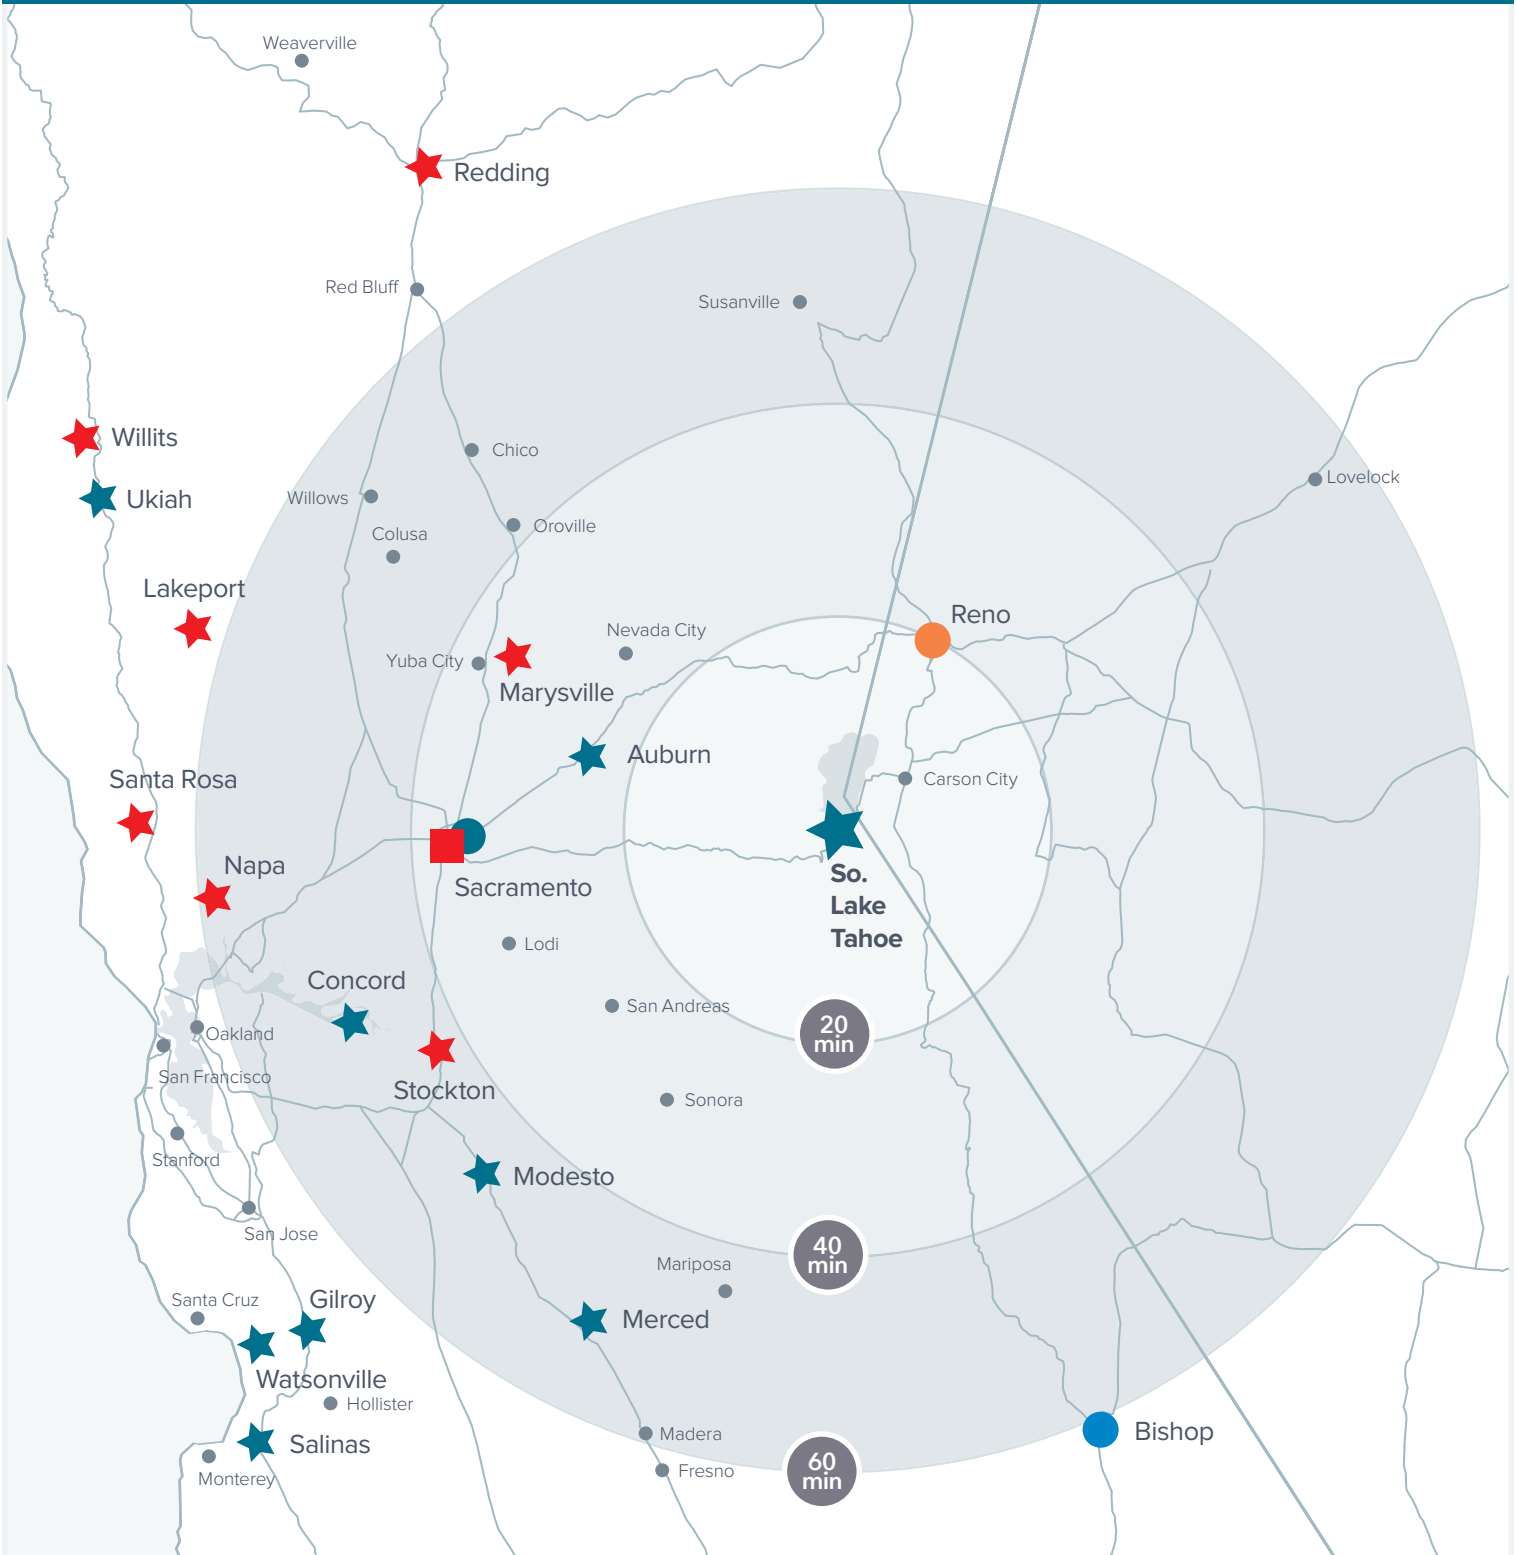 Weaverville
Redding
Red Bluff
Susanville
Willits
Chico
Lovelock
Willows
Ukiah
Oroville
Colusa
Lakeport
Reno
Nevada City
Yuba City
Marysville
Auburn
Santa Rosa
Carson City
Napa
So.
Lake
Tahoe
Sacramento
Lodi
Concord
San Andreas
20
min
Oakland
San Francisco
Stockton
Sonora
Stanford
Modesto
San Jose
40
min
Mariposa
Santa Cruz
Gilroy
Merced
Watsonville
Hollister
Madera
Bishop
Salinas
60
min
Fresno
Monterey